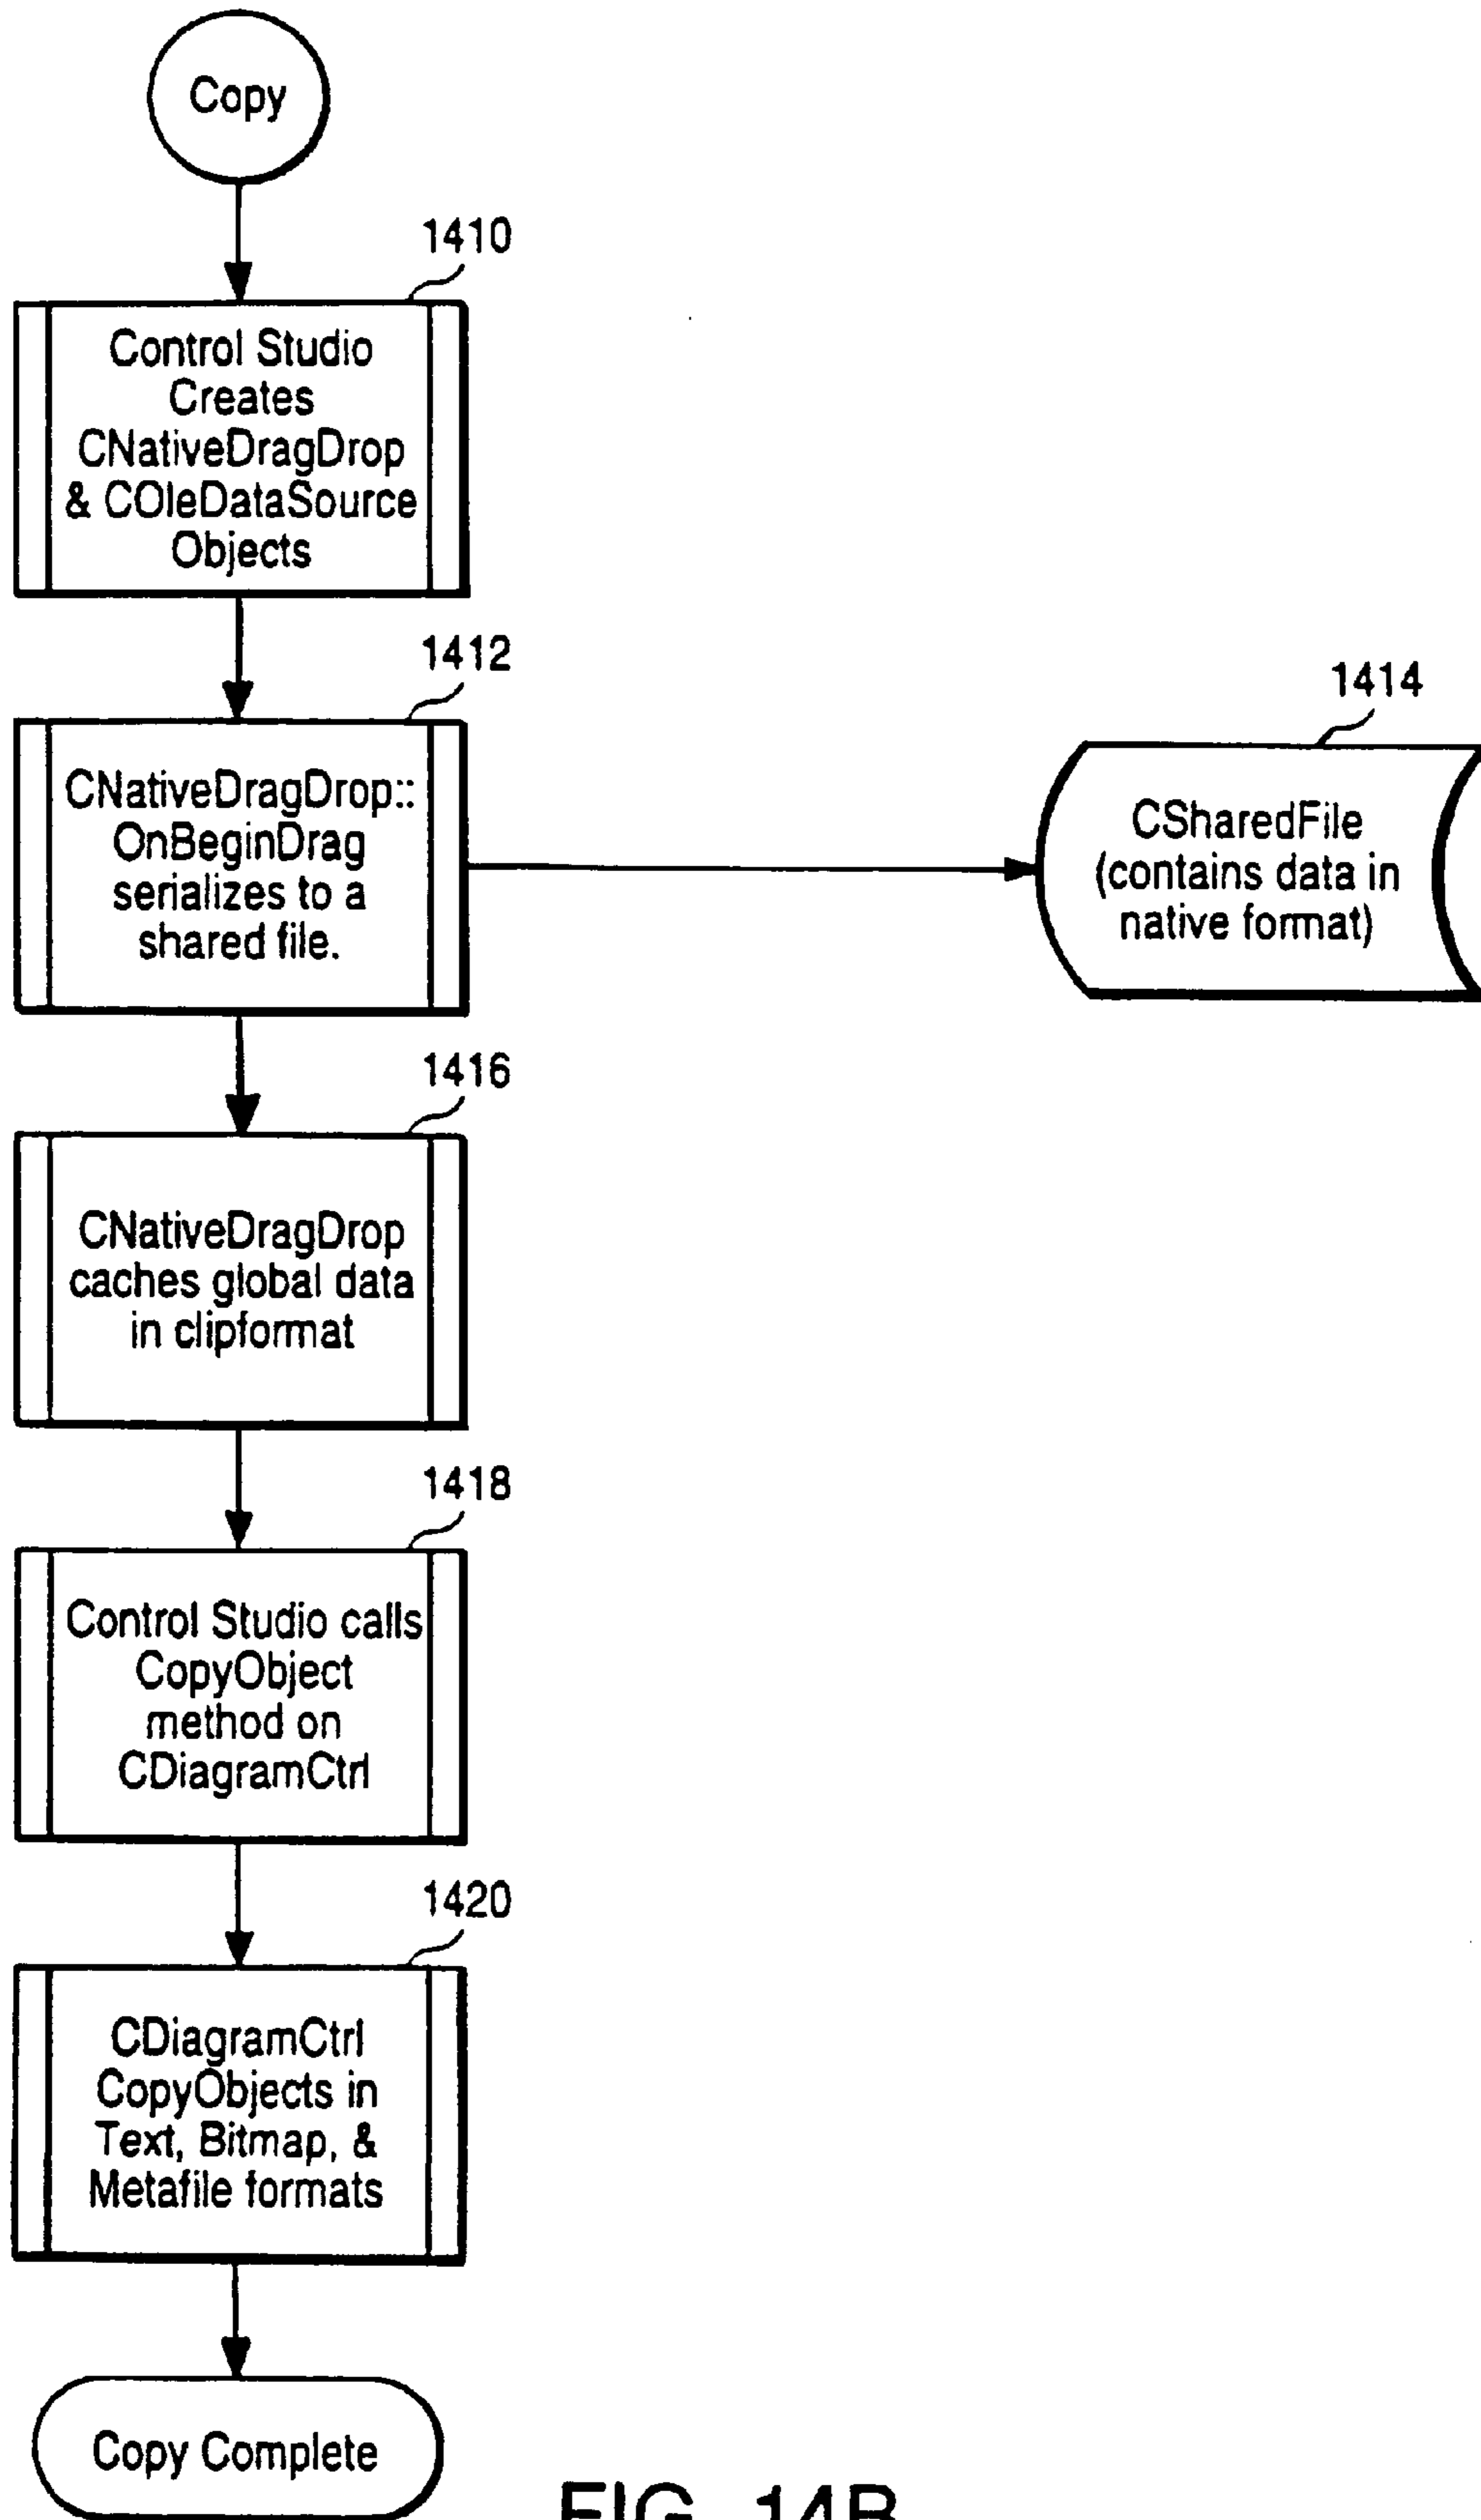 Copy
1410
Control Studio
Creates
CNativeDragDrop
& COleDataSource
Objects
1412
CNativeDragDrop::
OnBeginDrag
serializes to a
shared file.
1414
CSharedFile
(contains data in
native format)
1416
CNativeDragDrop
caches global data
in clipformat
1418
Control Studio calls
CopyObject
method on
CDiagramCtrl
1420
CDiagramCtrl
CopyObjects in
Text, Bitmap, &
Metafile formats
Copy Complete
FIG. 14B